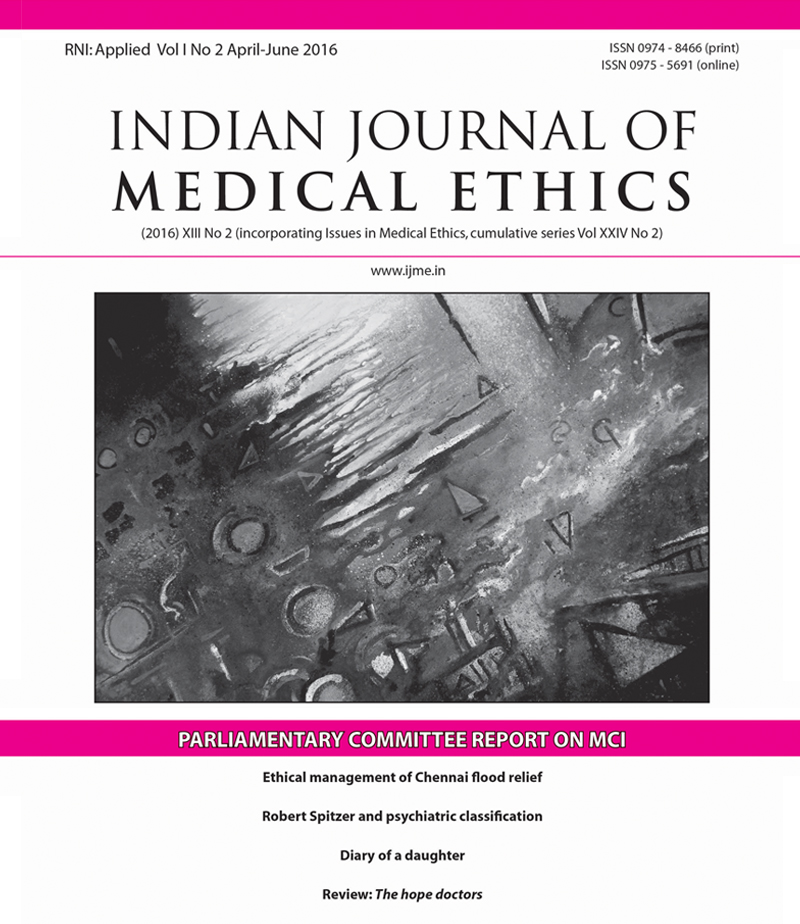 RNI: Applied Vol I No 2 April-June 2016
ISSN 0974 - 8466 (print)
ISSN 0975 - 5691 (online)
INDIAN JOURNAL OF
MEDICAL ETHICS
(2016) XIII No 2 (incorporating Issues in Medical Ethics, cumulative series Vol XXIV No 2)
www.ijme.in
PARLIAMENTARY COMMITTEE REPORT ON MCI
Ethical management of Chennai flood relief
Robert Spitzer and psychiatric classification
Diary of a daughter
Review: The hope doctors